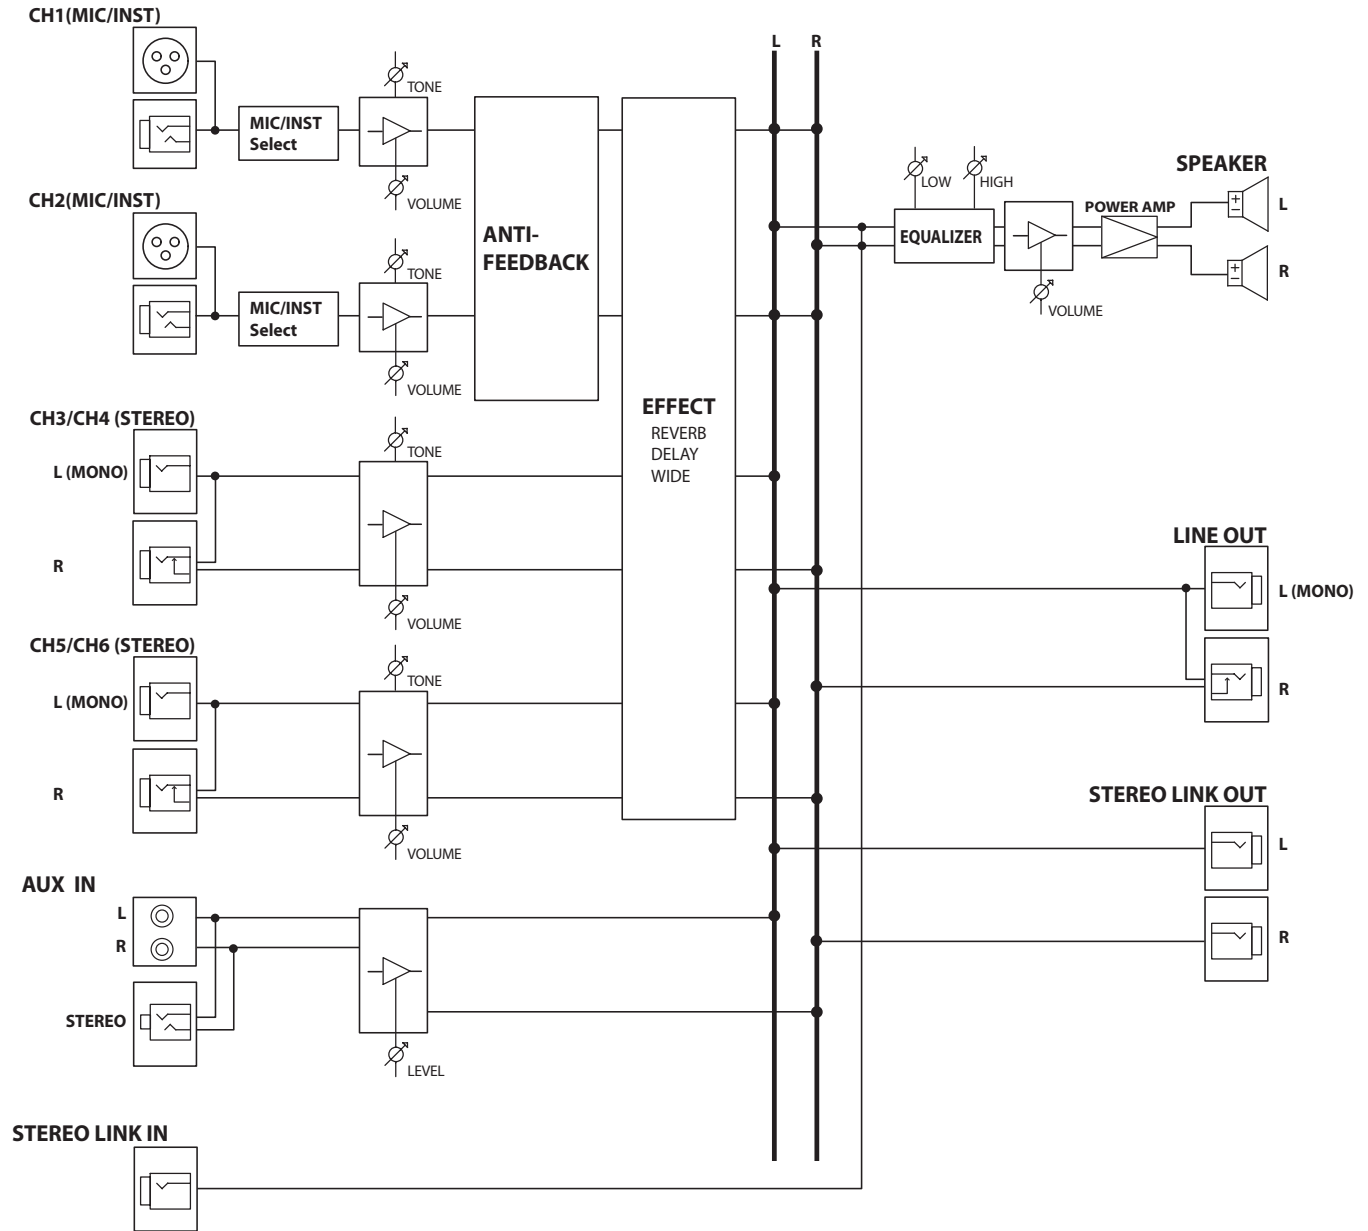 CH1(MIC/INST)
MIC/INST
Select
TONE
VOLUME
CH2(MIC/INST)
MIC/INST
Select
TONE
VOLUME
ANTI-
FEEDBACK
CH3/CH4 (STEREO)
L (MONO)
R
TONE
VOLUME
CH5/CH6 (STEREO)
L (MONO)
R
TONE
VOLUME
EFFECT
REVERB
DELAY
WIDE
AUX IN
L
R
STEREO
LEVEL
STEREO LINK IN
L
R
LOW
HIGH
EQUALIZER
VOLUME
POWER AMP
SPEAKER
L
R
LINE OUT
L (MONO)
R
STEREO LINK OUT
L
R